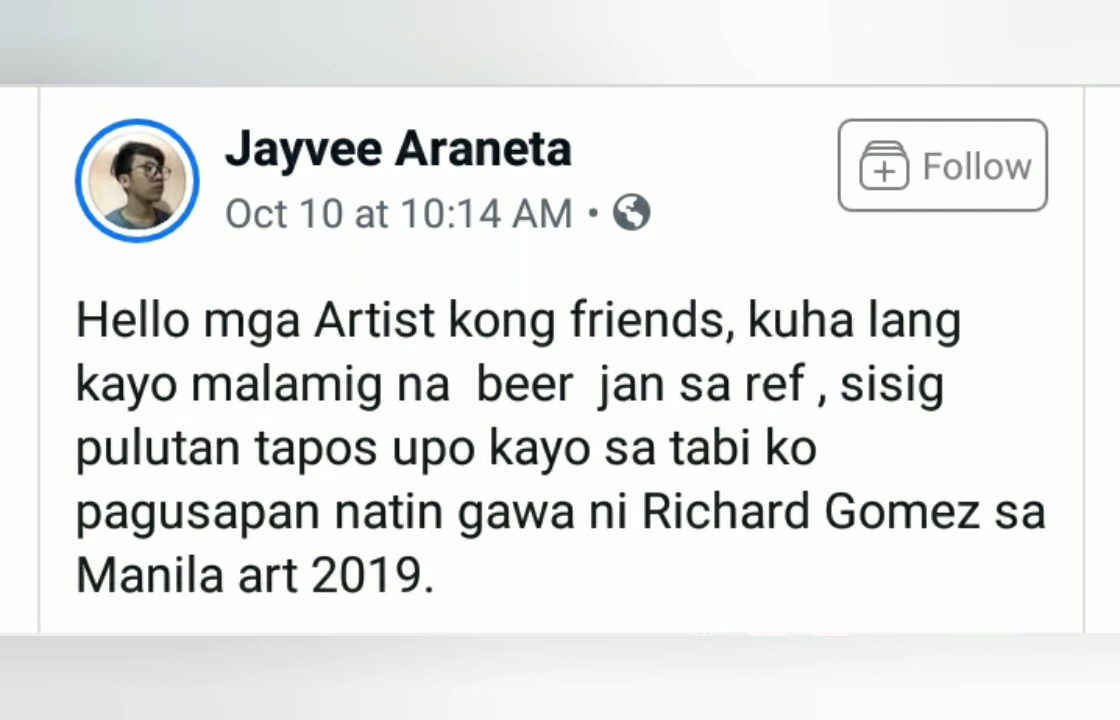 Jayvee Araneta
Follow
Oct 10 at 10:14 AM •
Hello mga Artist kong friends, kuha lang
kayo malamig na beer jan sa ref , sisig
pulutan tapos upo kayo sa tabi ko
pagusapan natin gawa ni Richard Gomez sa
Manila art 2019.